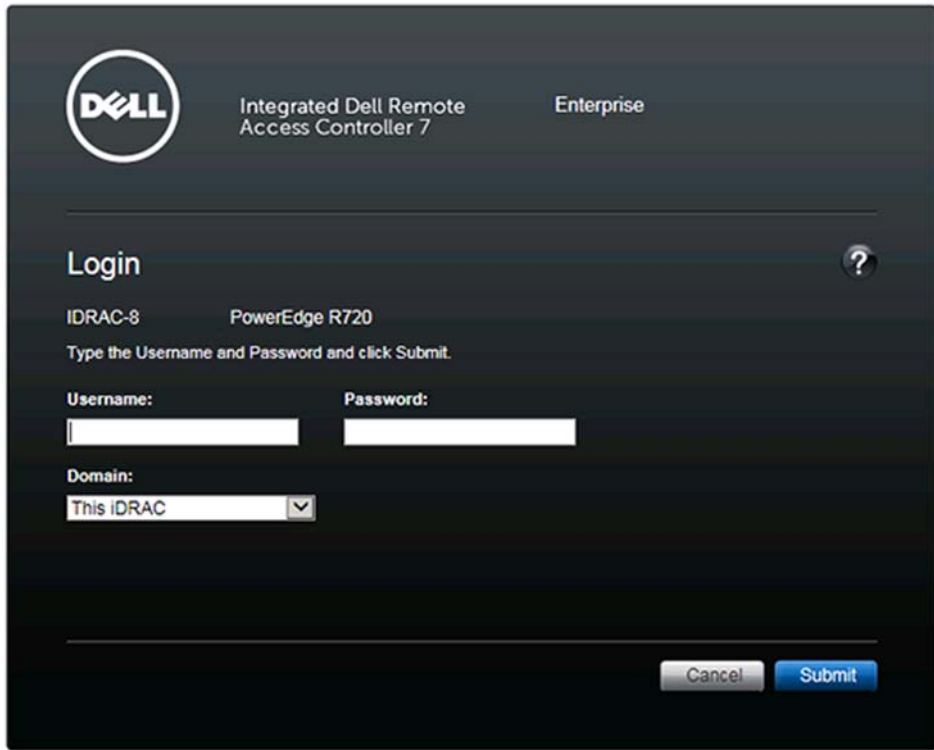 DELL
Integrated Dell Remote Access Controller 7
Enterprise
Login
?
IDRAC-8 PowerEdge R720
Type the Username and Password and click Submit.
Username: Password:
Domain:
This iDRAC
Cancel Submit